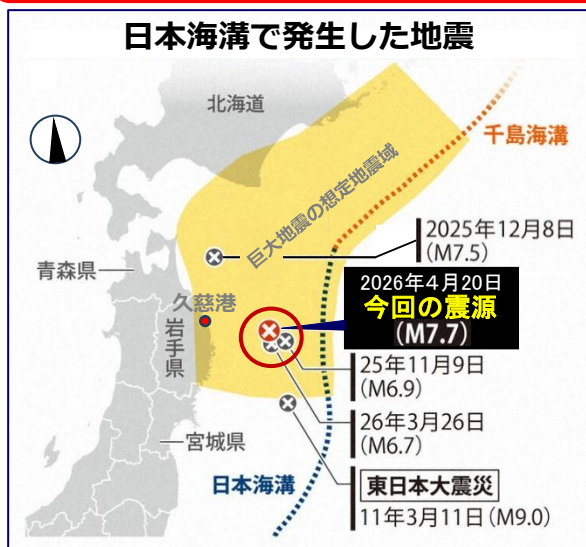 日本海溝で発生した地震
北海道
千島海溝
巨大地震の想定地震域
2025年12月8日
(M7.5)
青森県
2026年4月20日
今回の震源
(M7.7)
久慈港
岩手県
25年11月9日
(M6.9)
26年3月26日
(M6.7)
宮城県
日本海溝
東日本大震災
11年3月11日(M9.0)